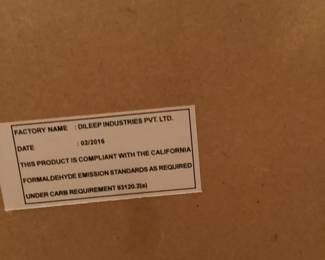 FACTORY NAME : DILEEP INDUSTRIES PVT. LTD.
DATE : 02/2016
THIS PRODUCT IS COMPLIANT WITH THE CALIFORNIA
FORMALDEHYDE EMISSION STANDARDS AS REQUIRED
UNDER CARB REQUIREMENT 93120.2(a)